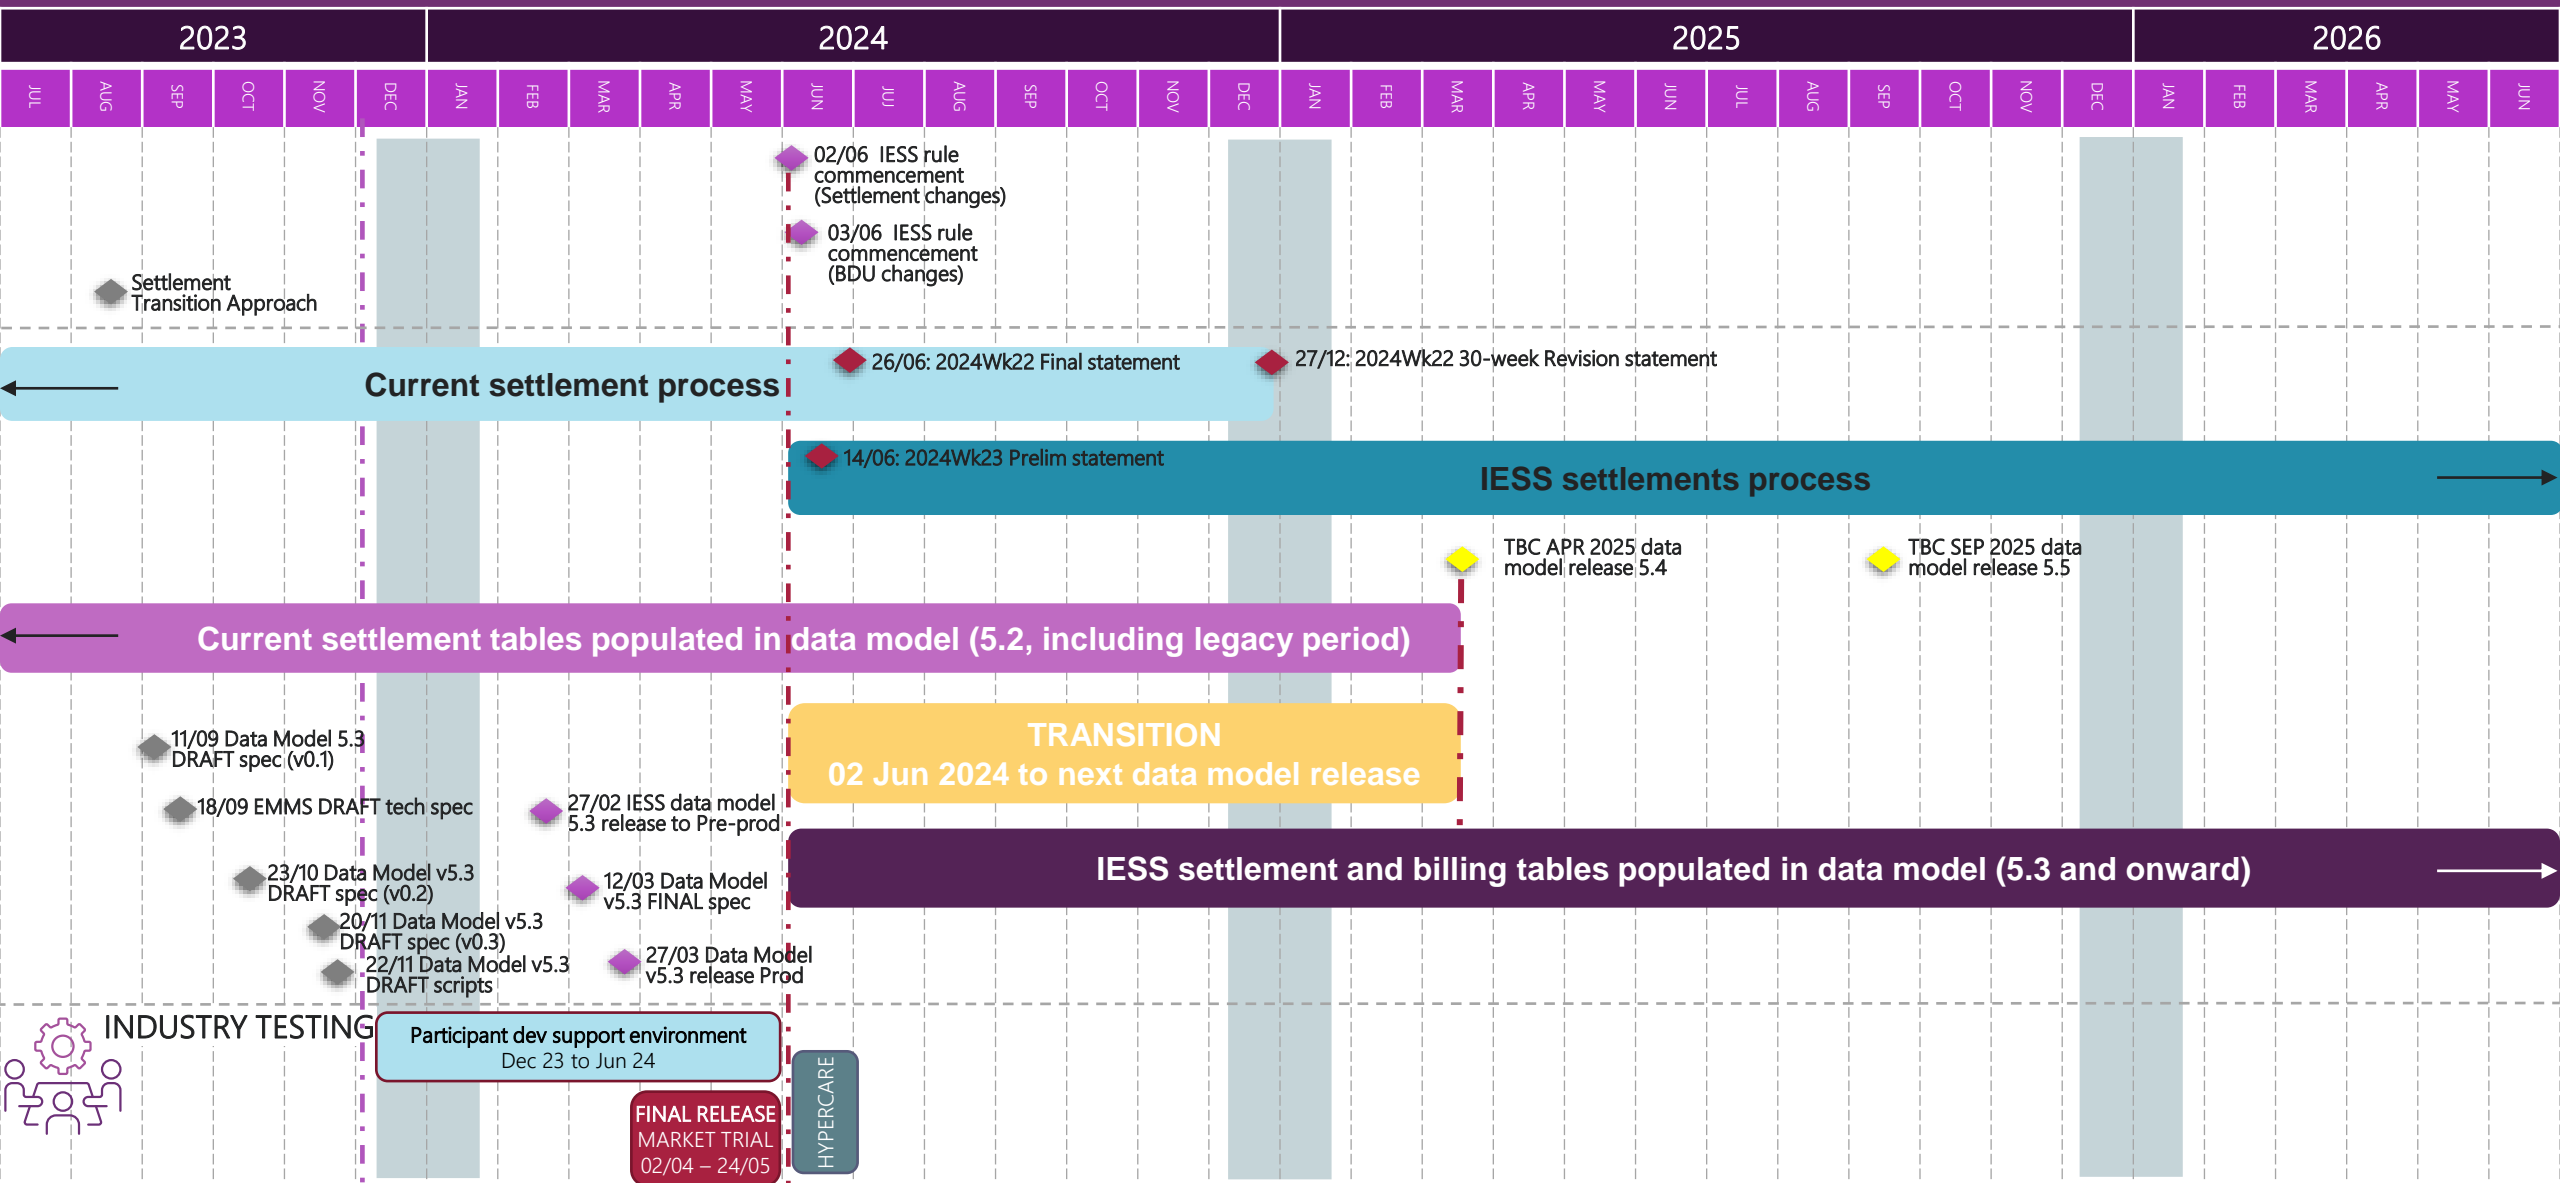 2023
2024
2025
2026
JUL
AUG
SEP
OCT
NOV
DEC
JAN
FEB
MAR
APR
MAY
JUN
JUJ
AUG
SEP
OCT
NOV
DEC
JAN
FEB
MAR
APR
MAY
JUN
JUL
AUG
SEP
OCT
NOV
DEC
JAN
FEB
MAR
APR
MAY
JUN
02/06 IESS rule
commencement
(Settlement changes)
03/06 IESS rule
commencement
(BDU changes)
Settlement
Transition Approach
Current settlement process
26/06: 2024Wk22 Final statement
27/12: 2024Wk22 30-week Revision statement
14/06: 2024Wk23 Prelim statement
IESS settlements process
TBC APR 2025 data
model release 5.4
TBC SEP 2025 data
model release 5.5
Current settlement tables populated in data model (5.2, including legacy period)
TRANSITION
02 Jun 2024 to next data model release
11/09 Data Model 5.3
DRAFT spec (v0.1)
18/09 EMMS DRAFT tech spec
27/02 IESS data model
5.3 release to Pre-prod
IESS settlement and billing tables populated in data model (5.3 and onward)
23/10 Data Model v5.3
DRAFT spec (v0.2)
12/03 Data Model
v5.3 FINAL spec
20/11 Data Model v5.3
DRAFT spec (v0.3)
22/11 Data Model v5.3
DRAFT scripts
27/03 Data Model
v5.3 release Prod
INDUSTRY TESTING
Participant dev support environment
Dec 23 to Jun 24
FINAL RELEASE
MARKET TRIAL
02/04 – 24/05
HYPERCARE